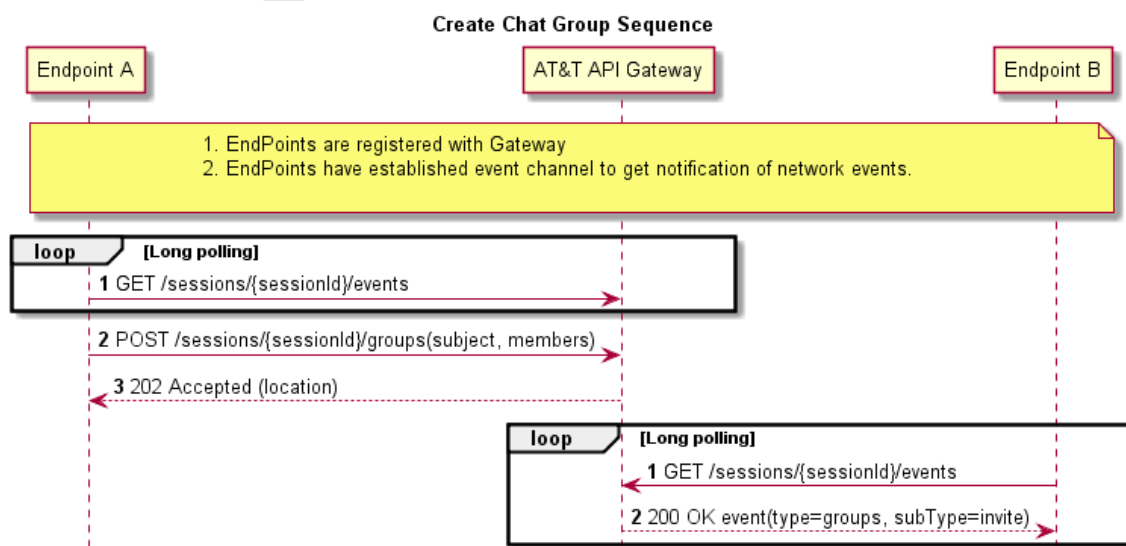 Create Chat Group Sequence
Endpoint A
AT&T API Gateway
Endpoint B
1. EndPoints are registered with Gateway
2. EndPoints have established event channel to get notification of network events.
loop [Long polling]
1 GET /sessions/{sessionId}/events
2 POST /sessions/{sessionId}/groups(subject, members)
3 202 Accepted (location)
loop [Long polling]
1 GET /sessions/{sessionId}/events
2 200 OK event(type=groups, subType=invite)